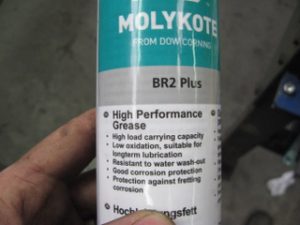 MOLYKOTE
FROM DOW CORNING
BR2 Plus
High Performance
Grease
• High load carrying capacity
• Low oxidation, suitable for
longterm lubrication
• Resistant to water wash-out
• Good corrosion protection
• Protection against fretting
corrosion